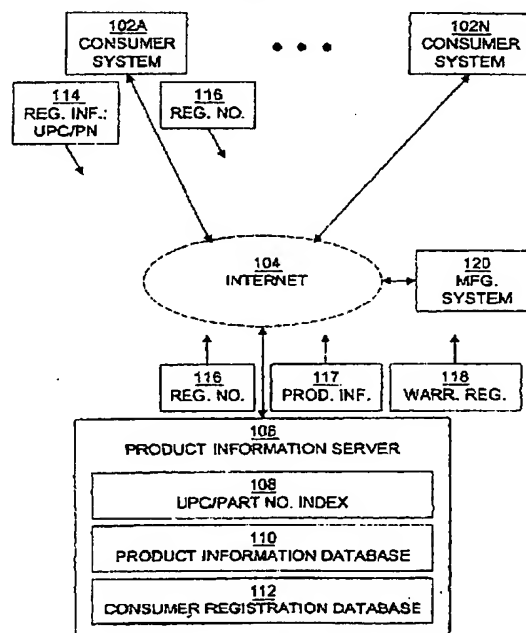 102A
CONSUMER
SYSTEM
102N
CONSUMER
SYSTEM
114
REG. INF.:
UPC/PN
116
REG. NO.
104
INTERNET
120
MFG.
SYSTEM
116
REG. NO.
117
PROD. INF.
118
WARR. REG.
106
PRODUCT INFORMATION SERVER
108
UPC/PART NO. INDEX
110
PRODUCT INFORMATION DATABASE
112
CONSUMER REGISTRATION DATABASE